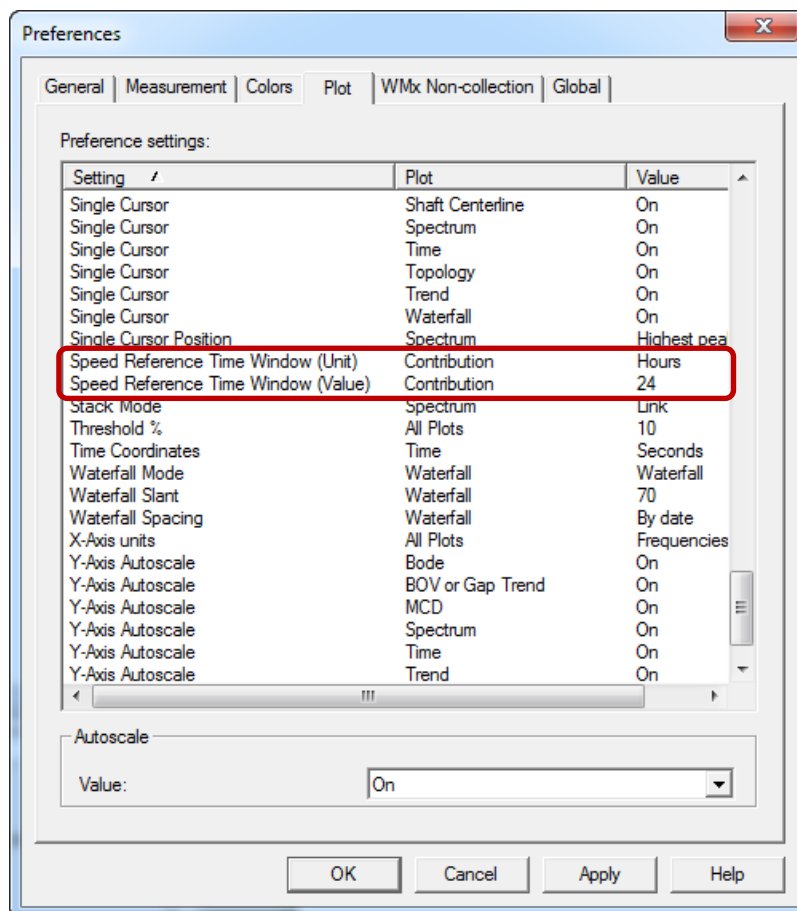 Preferences
General Measurement Colors Plot WMx Non-collection Global
Preference settings:
Setting Plot Value
Single Cursor Shaft Centerline On
Single Cursor Spectrum On
Single Cursor Time On
Single Cursor Topology On
Single Cursor Trend On
Single Cursor Waterfall On
Single Cursor Position Spectrum Highest pea
Speed Reference Time Window (Unit) Contribution Hours
Speed Reference Time Window (Value) Contribution 24
Stack Mode Spectrum Link
Threshold % All Plots 10
Time Coordinates Time Seconds
Waterfall Mode Waterfall Waterfall
Waterfall Slant Waterfall 70
Waterfall Spacing Waterfall By date
X-Axis units All Plots Frequencies
Y-Axis Autoscale Bode On
Y-Axis Autoscale BOV or Gap Trend On
Y-Axis Autoscale MCD On
Y-Axis Autoscale Spectrum On
Y-Axis Autoscale Time On
Y-Axis Autoscale Trend On
Autoscale
Value: On
OK Cancel Apply Help